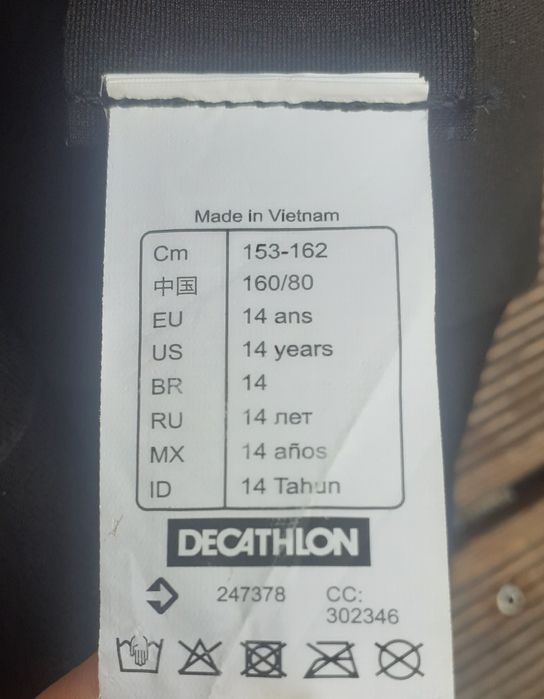 Made in Vietnam
Cm 153-162
中国 160/80
EU 14 ans
US 14 years
BR 14
RU 14 лет
MX 14 años
ID 14 Tahun
DECATHLON
247378 CC:
302346